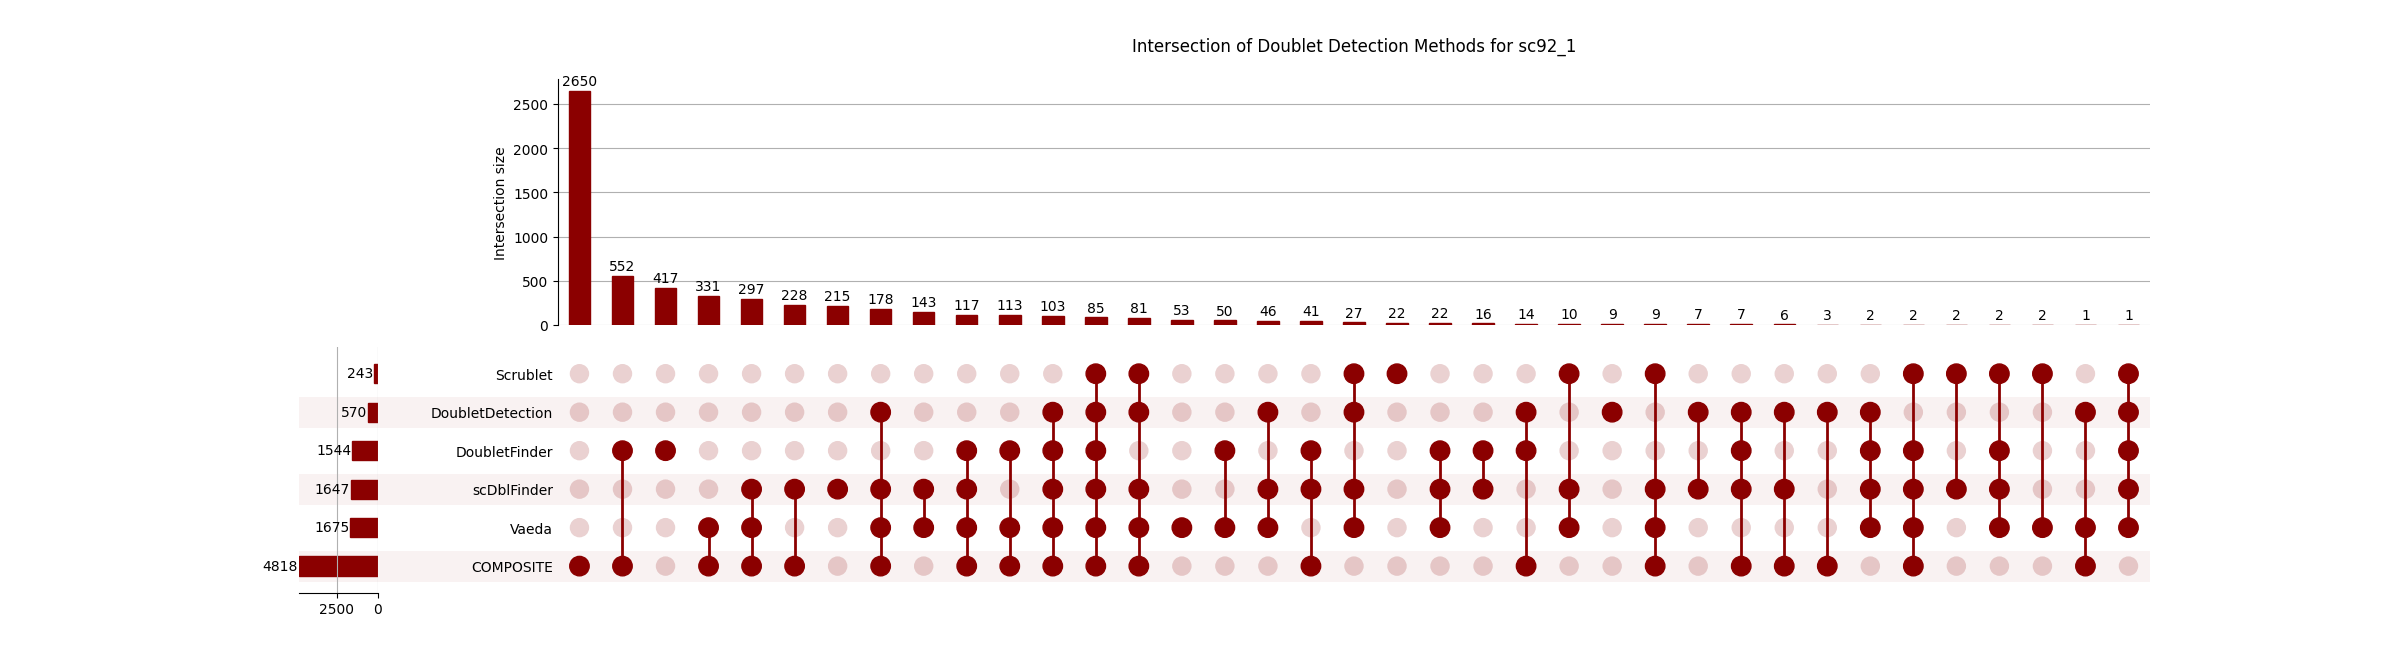 Intersection of Doublet Detection Methods for sc92_1
2650 552 417 331 297 228 215 178 143 117 113 103 85 81 53 50 46 41 27 22 22 16 14 10 9 9 7 7 6 3 2 2 2 2 2 1 1
Intersection size
2500
2000
1500
1000
500
0
243 Scrublet
570 DoubletDetection
1544 DoubletFinder
1647 scDblFinder
1675 Vaeda
4818 COMPOSITE
2500 0